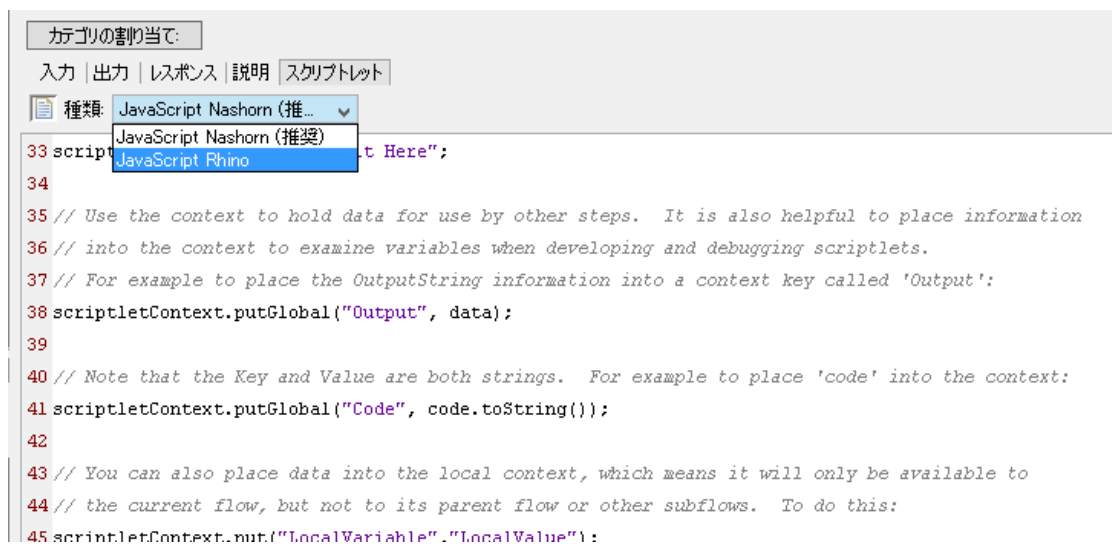 カテゴリの割り当て:
入力 | 出力 | レスポンス | 説明 | スクリプトレット
種類: JavaScript Nashorn (推...
JavaScript Nashorn (推奨)
JavaScript Rhino
33 script t Here";
34
35 // Use the context to hold data for use by other steps.  It is also helpful to place information
36 // into the context to examine variables when developing and debugging scriptlets.
37 // For example to place the OutputString information into a context key called 'Output':
38 scriptletContext.putGlobal("Output", data);
39
40 // Note that the Key and Value are both strings.  For example to place 'code' into the context:
41 scriptletContext.putGlobal("Code", code.toString());
42
43 // You can also place data into the local context, which means it will only be available to
44 // the current flow, but not to its parent flow or other subflows.  To do this:
45 scriptletContext.put("LocalVariable","LocalValue");